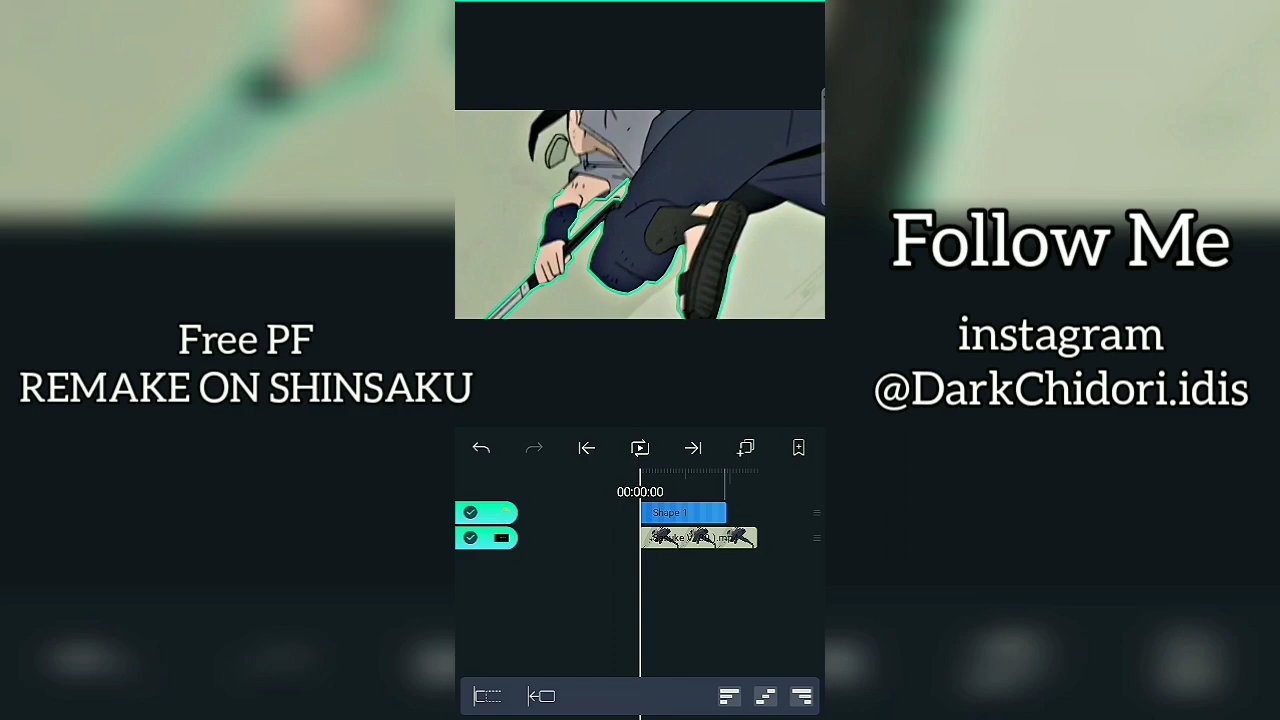 Follow Me
Free PF
REMAKE ON SHINSAKU
instagram
@DarkChidori.idis
00:00:00
Shape 1